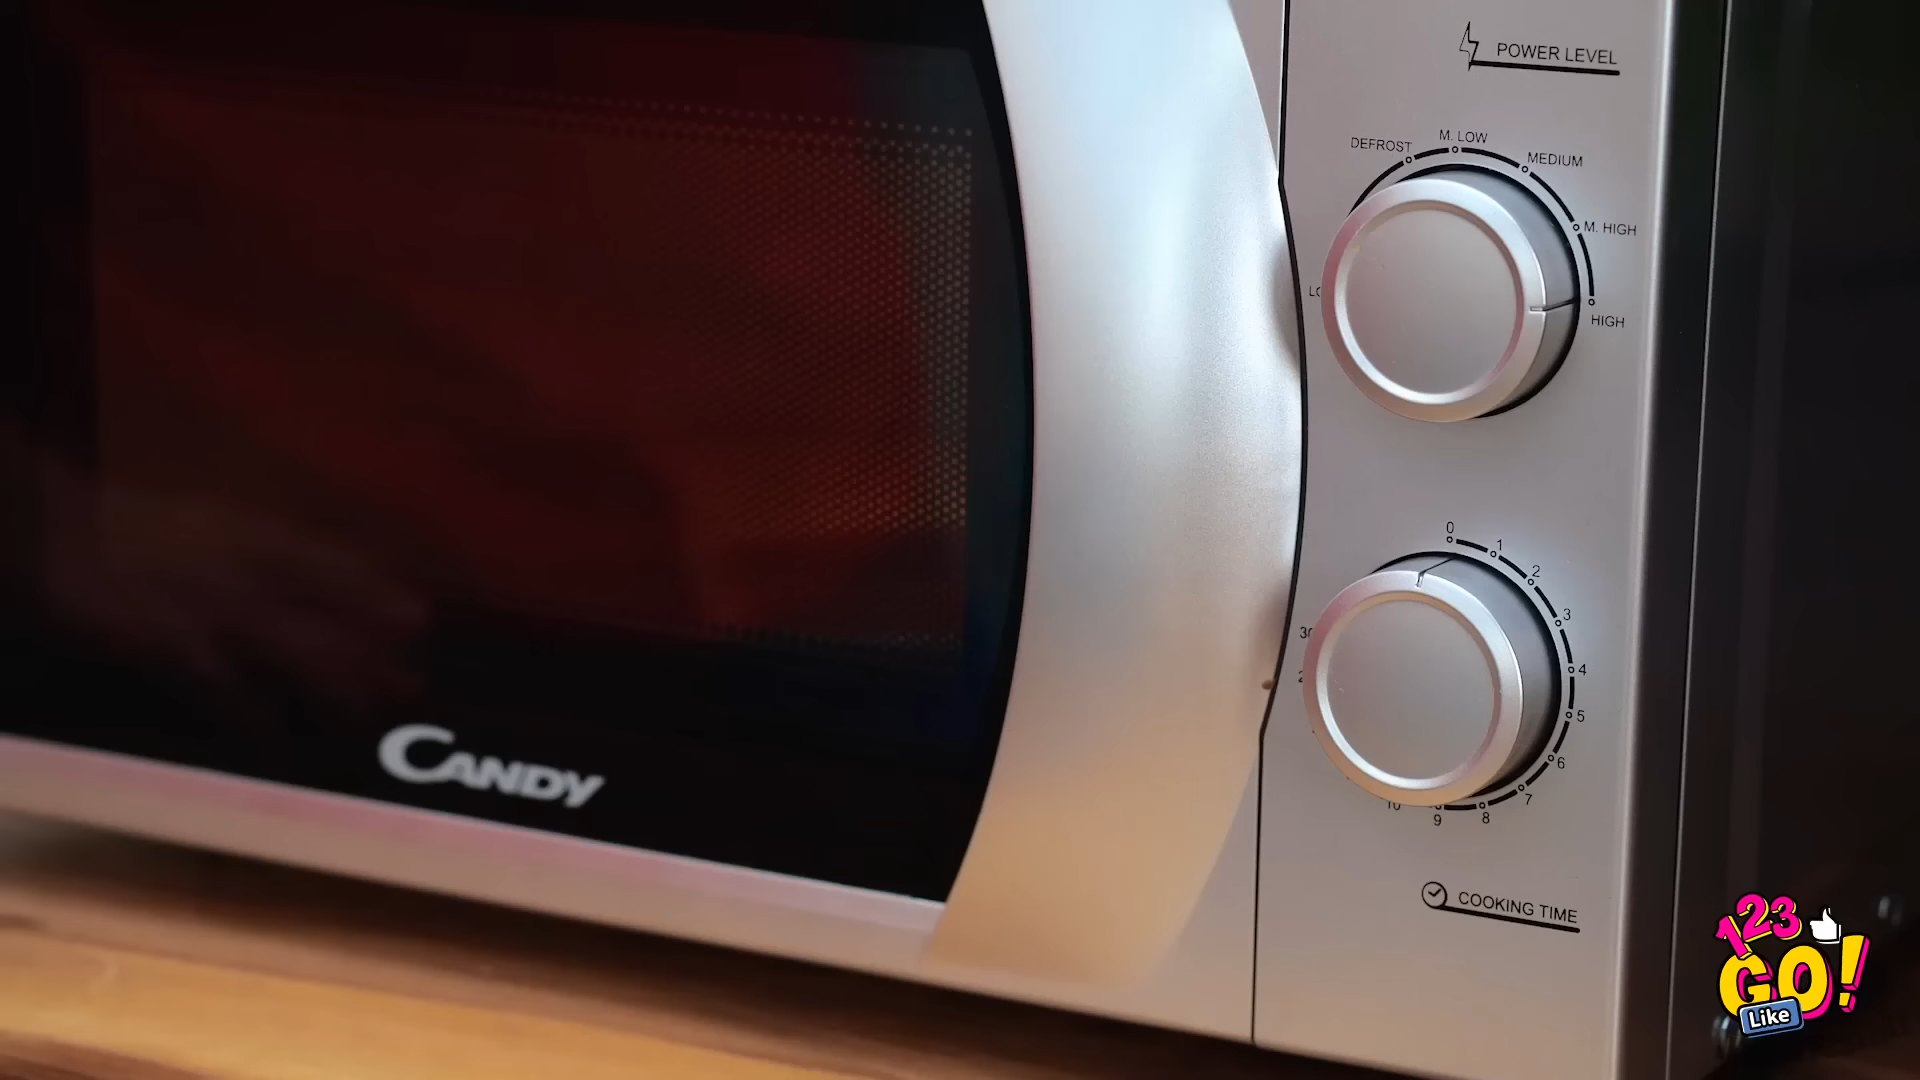 POWER LEVEL
DEFROST
M. LOW
MEDIUM
M. HIGH
HIGH
0
1
2
3
4
5
6
7
8
9
10
COOKING TIME
CANDY
123
GO!
Like